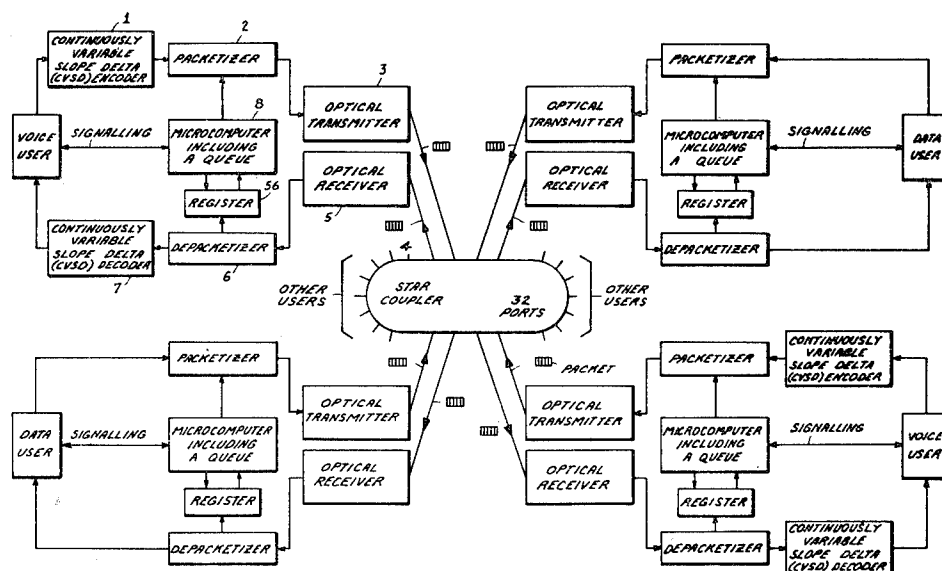 1
CONTINUOUSLY
VARIABLE
SLOPE DELTA
(CVSD) ENCODER
2
PACKETIZER
3
OPTICAL
TRANSMITTER
VOICE
USER
SIGNALLING
8
MICROCOMPUTER
INCLUDING
A QUEUE
OPTICAL
RECEIVER
5
REGISTER
56
CONTINUOUSLY
VARIABLE
SLOPE DELTA
(CVSD) DECODER
7
DEPACKETIZER
6
PACKETIZER
OPTICAL
TRANSMITTER
MICROCOMPUTER
INCLUDING
A QUEUE
SIGNALLING
DATA
USER
OPTICAL
RECEIVER
REGISTER
DEPACKETIZER
OTHER
USERS
4
STAR
COUPLER
32
PORTS
OTHER
USERS
PACKETIZER
OPTICAL
TRANSMITTER
DATA
USER
SIGNALLING
MICROCOMPUTER
INCLUDING
A QUEUE
OPTICAL
RECEIVER
REGISTER
DEPACKETIZER
PACKET
OPTICAL
TRANSMITTER
PACKETIZER
CONTINUOUSLY
VARIABLE
SLOPE DELTA
(CVSD) ENCODER
MICROCOMPUTER
INCLUDING
A QUEUE
SIGNALLING
VOICE
USER
OPTICAL
RECEIVER
REGISTER
DEPACKETIZER
CONTINUOUSLY
VARIABLE
SLOPE DELTA
(CVSD) DECODER